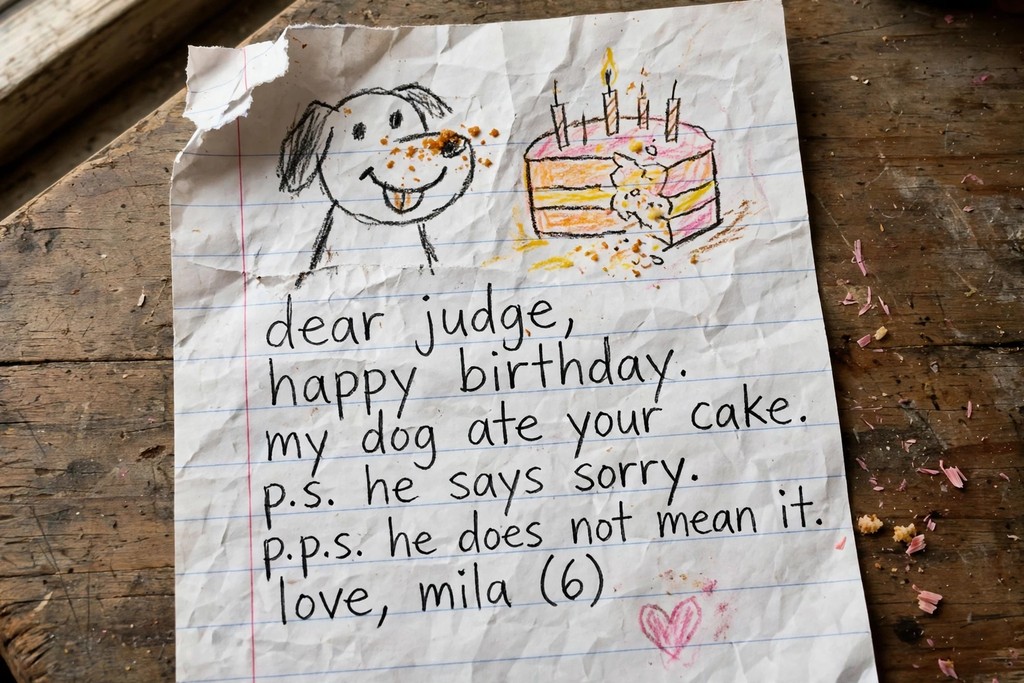 dear judge,
happy birthday.
my dog ate your cake.
p.s. he says sorry.
p.p.s. he does not mean it.
love, mila (6)